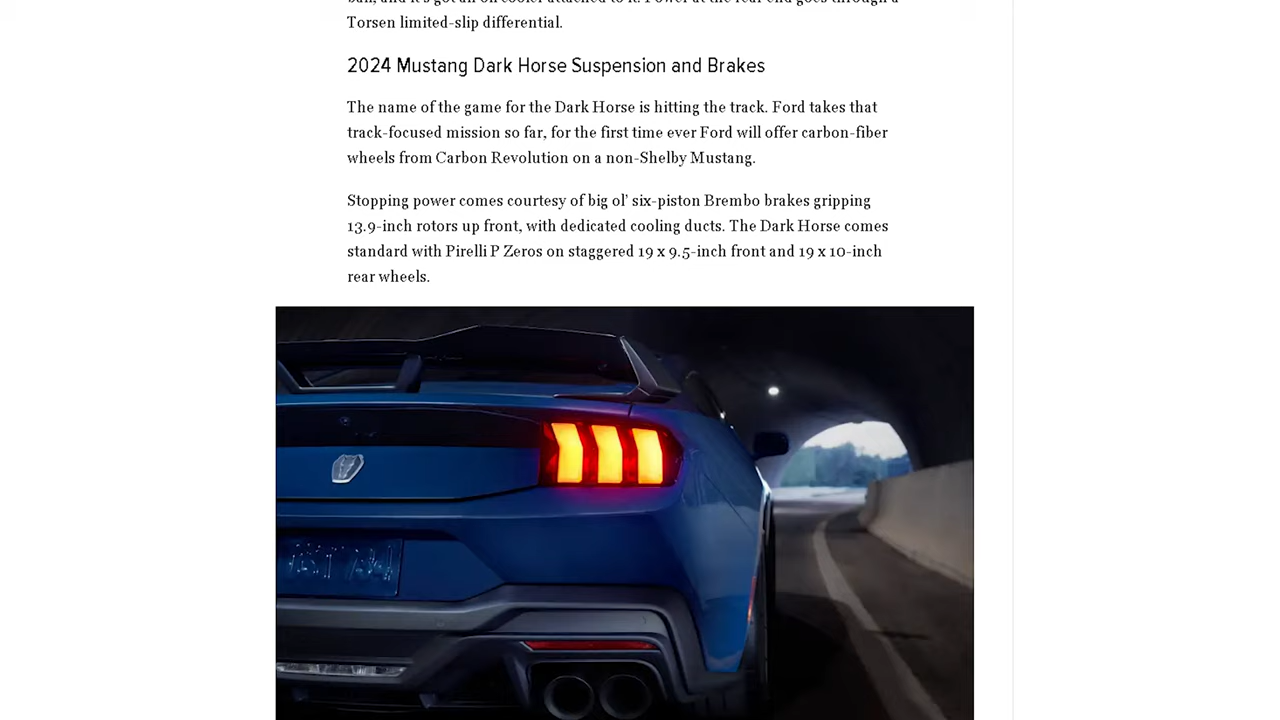 Torsen limited-slip differential.
2024 Mustang Dark Horse Suspension and Brakes
The name of the game for the Dark Horse is hitting the track. Ford takes that
track-focused mission so far, for the first time ever Ford will offer carbon-fiber
wheels from Carbon Revolution on a non-Shelby Mustang.
Stopping power comes courtesy of big ol’ six-piston Brembo brakes gripping
13.9-inch rotors up front, with dedicated cooling ducts. The Dark Horse comes
standard with Pirelli P Zeros on staggered 19 x 9.5-inch front and 19 x 10-inch
rear wheels.